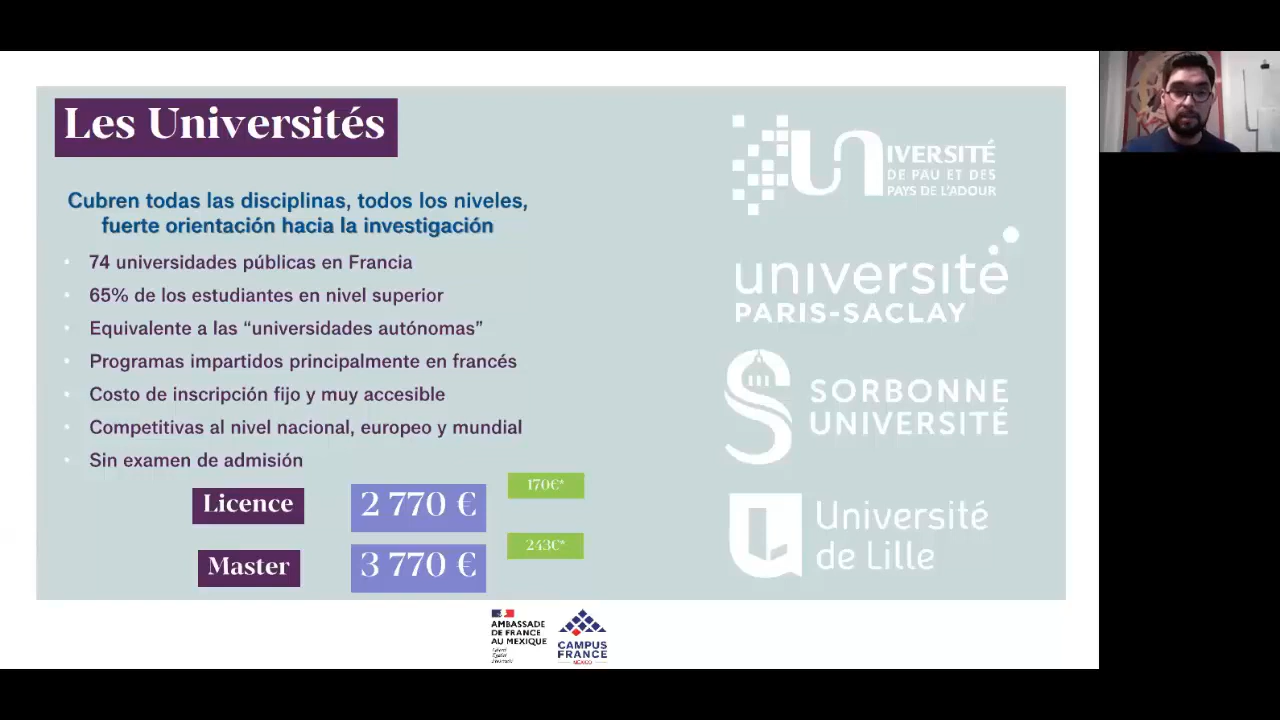 Les Universités
Cubren todas las disciplinas, todos los niveles,
fuerte orientación hacia la investigación
• 74 universidades públicas en Francia
• 65% de los estudiantes en nivel superior
• Equivalente a las “universidades autónomas”
• Programas impartidos principalmente en francés
• Costo de inscripción fijo y muy accesible
• Competitivas al nivel nacional, europeo y mundial
• Sin examen de admisión
Licence 2 770 € 170€*
Master 3 770 € 243€*
UNIVERSITÉ
DE PAU ET DES
PAYS DE L'ADOUR
université
PARIS-SACLAY
SORBONNE
UNIVERSITÉ
Université
de Lille
AMBASSADE
DE FRANCE
AU MEXIQUE
CAMPUS
FRANCE